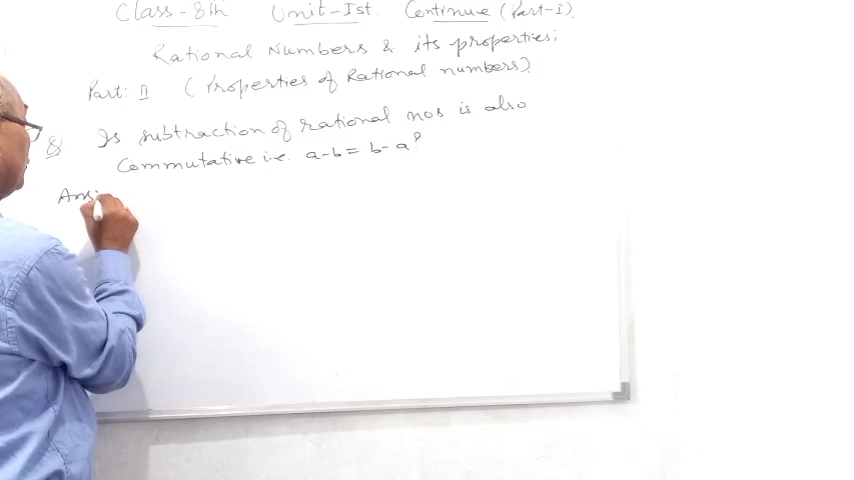 Class-8th Unit-Ist. Continue (Part-I).
Rational Numbers & its properties;
Part: II (Properties of Rational numbers)
Q. Is subtraction of rational nos is also
Commutative i.e. a-b = b-a?
Ans: